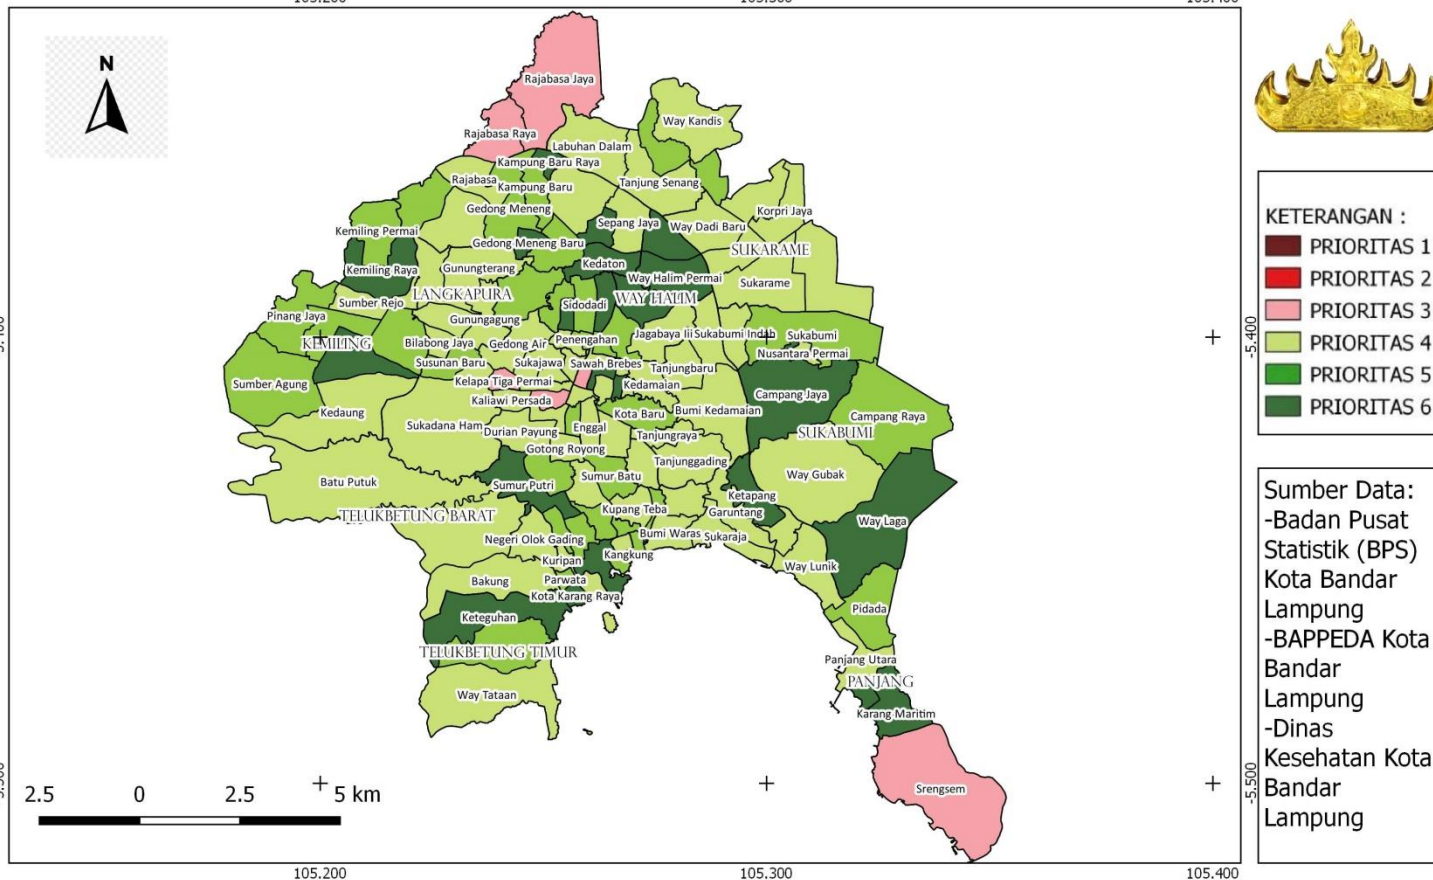 105.200
105.300
105.400
N
Rajabasa Jaya
Way Kandis
Rajabasa Raya
Labuhan Dalam
Kampung Baru Raya
Rajabasa
Kampung Baru
Tanjung Senang
Gedong Meneng
Korpri Jaya
Sepang Jaya
Way Dadi Baru
Kemiling Permai
Gedong Meneng Baru
SUKARAME
Kemiling Raya
Gunungterang
Kedaton
Way Halim Permai
Sukarame
LANGKAPURA
WAY HALIM
Sumber Rejo
Sidodadi
Pinang Jaya
Gunungagung
KEMILING
Bilabong Jaya
Gedong Air
Penengahan
Jagabaya Iii
Sukabumi Indah
Sukabumi
Nusantara Permai
Susunan Baru
Sukajawa
Sawah Brebes
Tanjungbaru
Sumber Agung
Kelapa Tiga Permai
Kedamaian
Campang Jaya
Kaliawi Persada
Kedaung
Kota Baru
Bumi Kedamaian
Campang Raya
Sukadana Ham
Durian Payung
Enggal
Tanjungraya
SUKABUMI
Gotong Royong
Tanjunggading
Batu Putuk
Sumur Putri
Sumur Batu
Way Gubak
Ketapang
TELUKBETUNG BARAT
Kupang Teba
Garuntang
Way Laga
Negeri Olok Gading
Bumi Waras
Sukaraja
Kuripan
Kangkung
Way Lunik
Bakung
Parwata
Kota Karang Raya
Keteguhan
Pidada
TELUKBETUNG TIMUR
Panjang Utara
PANJANG
Way Tataan
Karang Maritim
Srengsem
2.5
0
2.5
5 km
-5.400
-5.500
105.200
105.300
105.400
KETERANGAN :
PRIORITAS 1
PRIORITAS 2
PRIORITAS 3
PRIORITAS 4
PRIORITAS 5
PRIORITAS 6
Sumber Data:
-Badan Pusat
Statistik (BPS)
Kota Bandar
Lampung
-BAPPEDA Kota
Bandar
Lampung
-Dinas
Kesehatan Kota
Bandar
Lampung